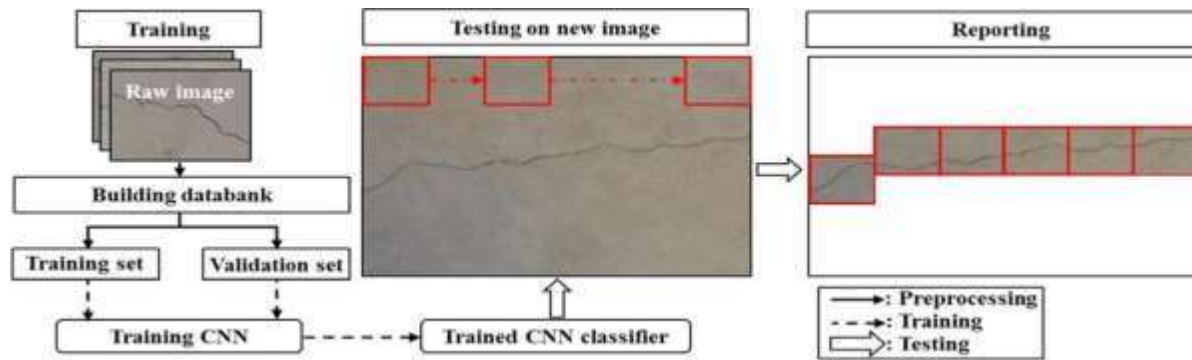 Training
Raw image
Building databank
Training set
Validation set
Training CNN
Trained CNN classifier
Testing on new image
Reporting
: Preprocessing
: Training
: Testing